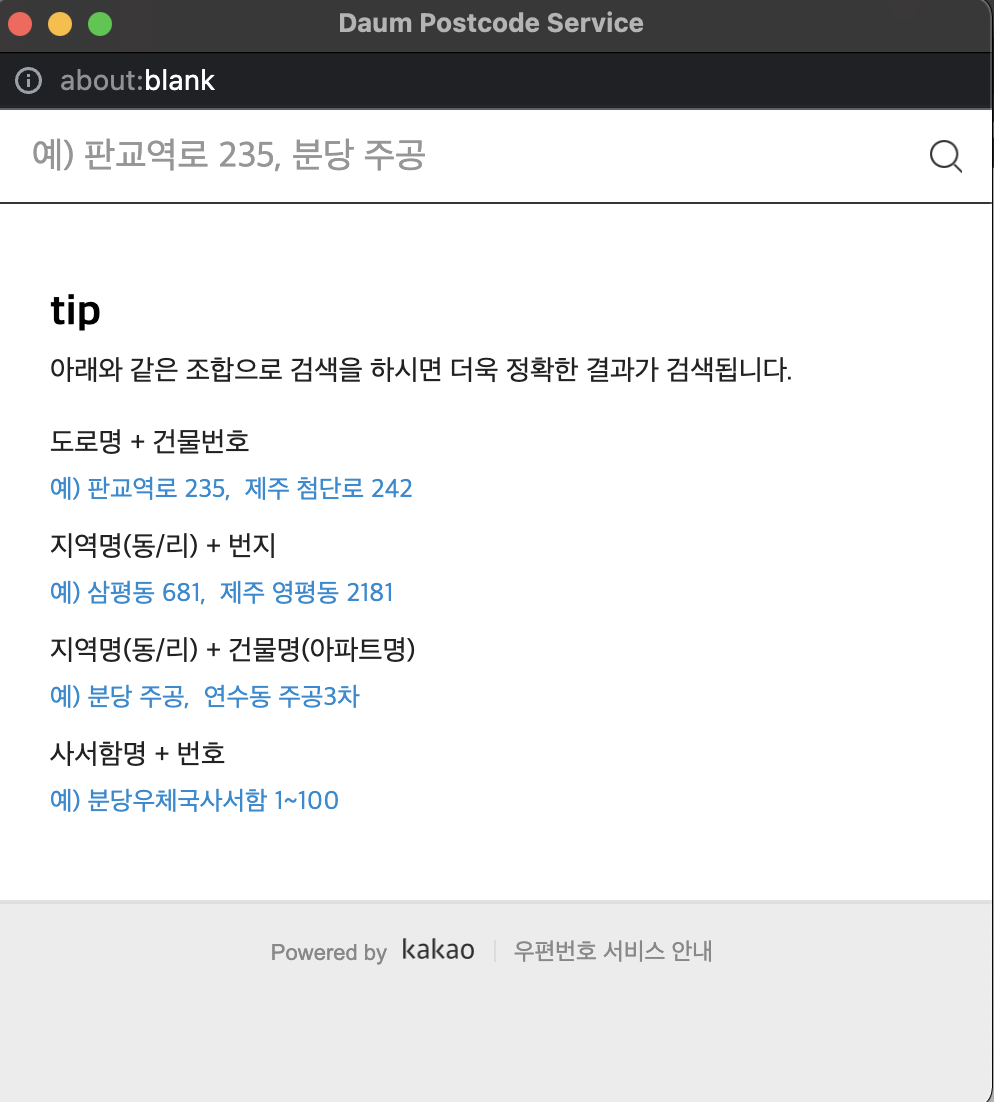 Daum Postcode Service
about:blank
예) 판교역로 235, 분당 주공
tip
아래와 같은 조합으로 검색을 하시면 더욱 정확한 결과가 검색됩니다.
도로명 + 건물번호
예) 판교역로 235, 제주 첨단로 242
지역명(동/리) + 번지
예) 삼평동 681, 제주 영평동 2181
지역명(동/리) + 건물명(아파트명)
예) 분당 주공, 연수동 주공3차
사서함명 + 번호
예) 분당우체국사서함 1~100
Powered by kakao 우편번호 서비스 안내